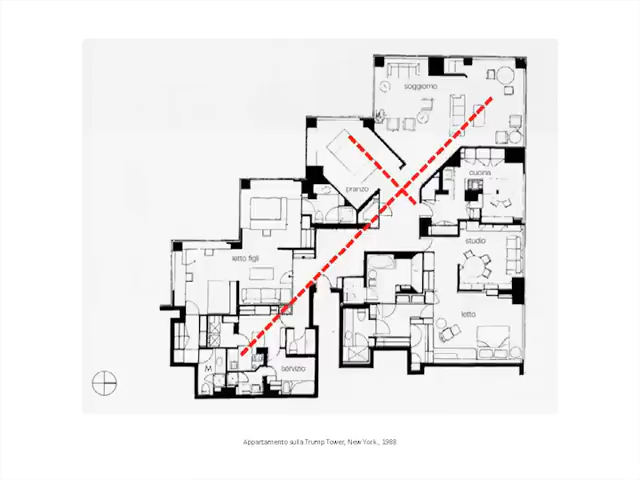 soggiorno
pranzo
cucina
studio
letto figli
letto
M
servizio
Appartamento sulla Trump Tower, New York., 1988